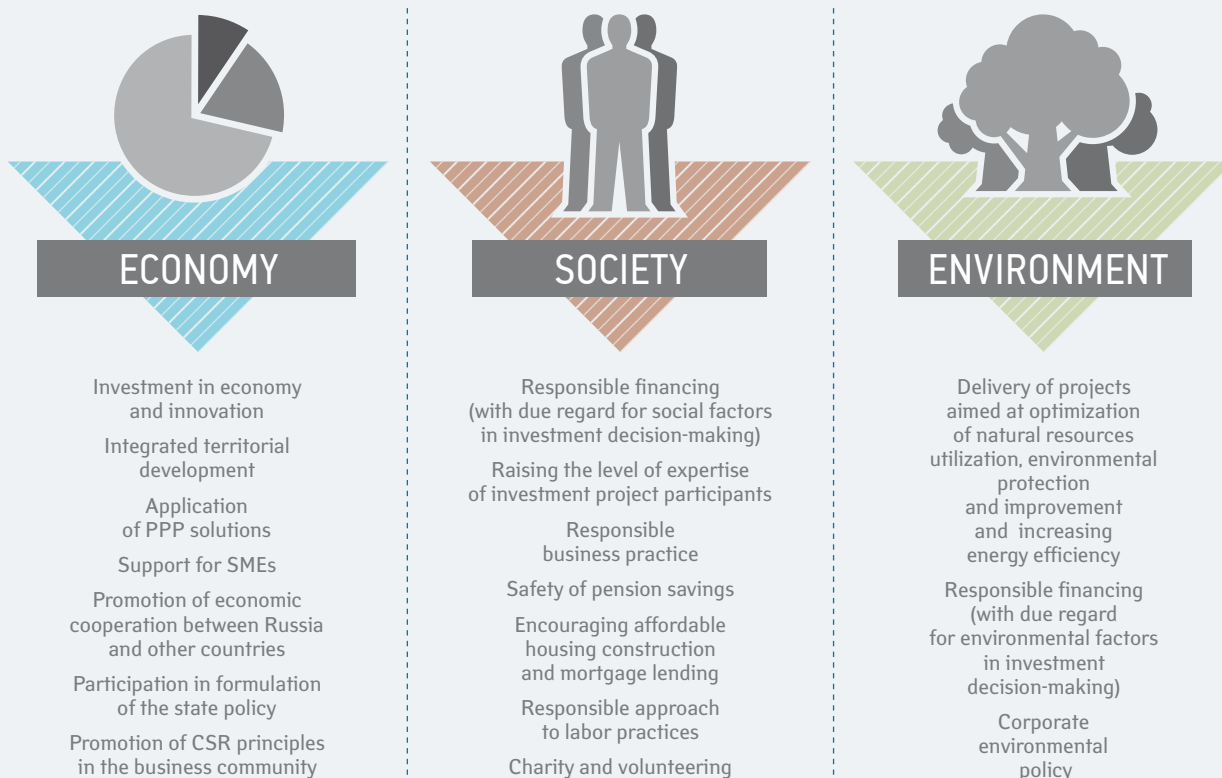 ECONOMY
Investment in economy
and innovation
Integrated territorial
development
Application
of PPP solutions
Support for SMEs
Promotion of economic
cooperation between Russia
and other countries
Participation in formulation
of the state policy
Promotion of CSR principles
in the business community
SOCIETY
Responsible financing
(with due regard for social factors
in investment decision-making)
Raising the level of expertise
of investment project participants
Responsible
business practice
Safety of pension savings
Encouraging affordable
housing construction
and mortgage lending
Responsible approach
to labor practices
Charity and volunteering
ENVIRONMENT
Delivery of projects
aimed at optimization
of natural resources
utilization, environmental
protection
and improvement
and increasing
energy efficiency
Responsible financing
(with due regard
for environmental factors
in investment
decision-making)
Corporate
environmental
policy